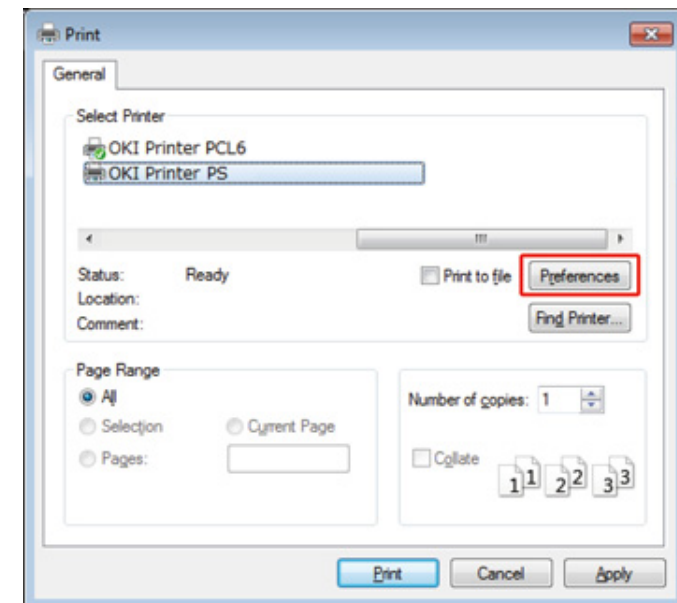 Print
General
Select Printer
OKI Printer PCL6
OKI Printer PS
Status: Ready
Print to file
Preferences
Location:
Comment:
Find Printer...
Page Range
All
Selection
Current Page
Pages:
Number of copies: 1
Collate
1 1 2 2 3 3
Print
Cancel
Apply